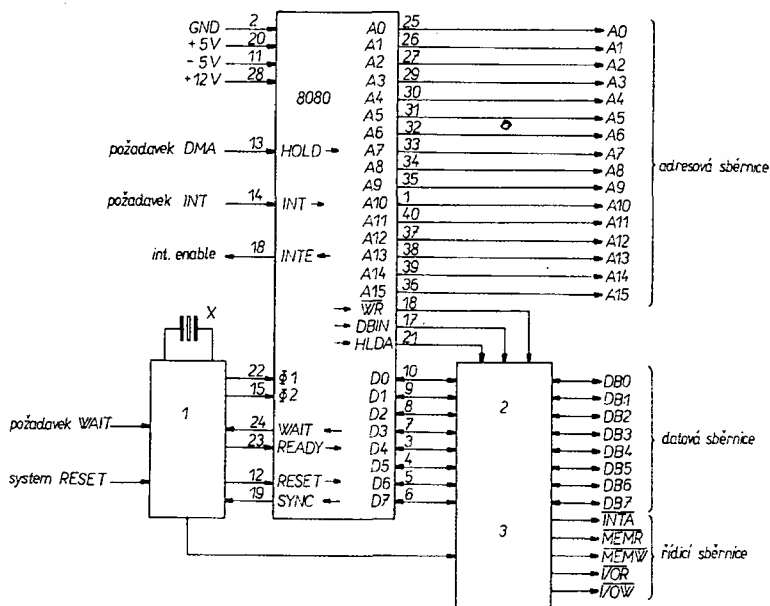 GND 2
+5V 20
-5V 11
+12V 28
8080
A0 25 A0
A1 26 A1
A2 27 A2
A3 29 A3
A4 30 A4
A5 31 A5
A6 32 A6
A7 33 A7
A8 34 A8
A9 35 A9
A10 1 A10
A11 40 A11
A12 37 A12
A13 38 A13
A14 39 A14
A15 36 A15
adresová sběrnice
požadavek DMA 13 HOLD
požadavek INT 14 INT
int. enable 18 INTE
WR 18
DBIN 17
HLDA 21
X
1
22 Φ1
15 Φ2
požadavek WAIT 24 WAIT
23 READY
system RESET 12 RESET
19 SYNC
D0 10 DB0
D1 9 DB1
D2 8 DB2
D3 7 DB3
D4 3 DB4
D5 4 DB5
D6 5 DB6
D7 6 DB7
2
3
datová sběrnice
INTA
MEMR
MEMW
I/OR
I/OW
řídicí sběrnice